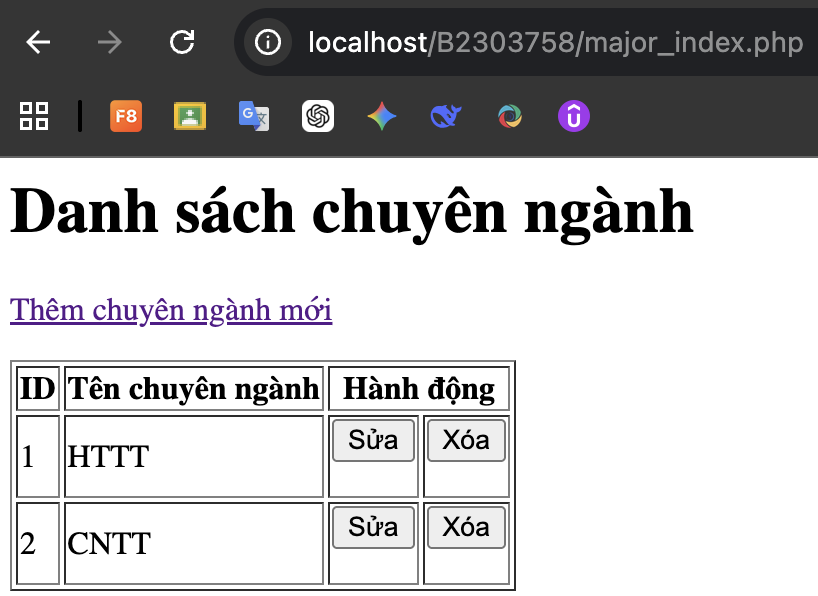 localhost/B2303758/major_index.php
F8
G 文
Danh sách chuyên ngành
Thêm chuyên ngành mới
ID Tên chuyên ngành Hành động
1 HTTT Sửa Xóa
2 CNTT Sửa Xóa